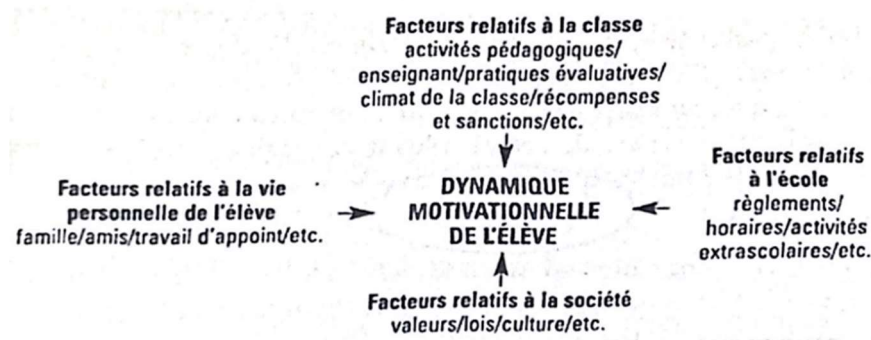 Facteurs relatifs à la classe
activités pédagogiques/
enseignant/pratiques évaluatives/
climat de la classe/récompenses
et sanctions/etc.
Facteurs relatifs à la vie
personnelle de l'élève
famille/amis/travail d'appoint/etc.
DYNAMIQUE
MOTIVATIONNELLE
DE L'ÉLÈVE
Facteurs relatifs
à l'école
règlements/
horaires/activités
extrascolaires/etc.
Facteurs relatifs à la société
valeurs/lois/culture/etc.